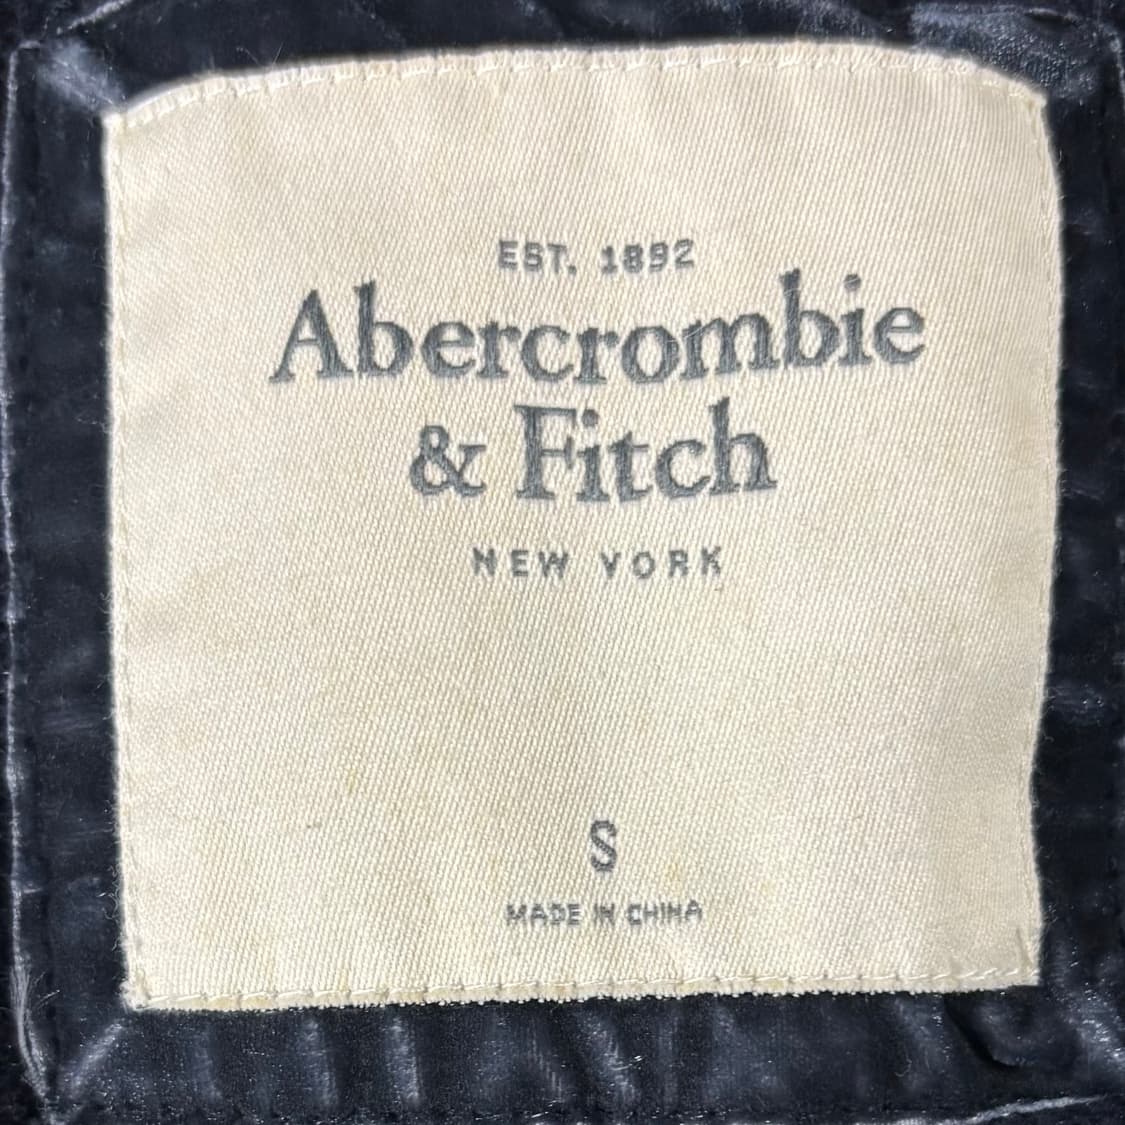 EST. 1892
Abercrombie
& Fitch
NEW YORK
S
MADE IN CHINA